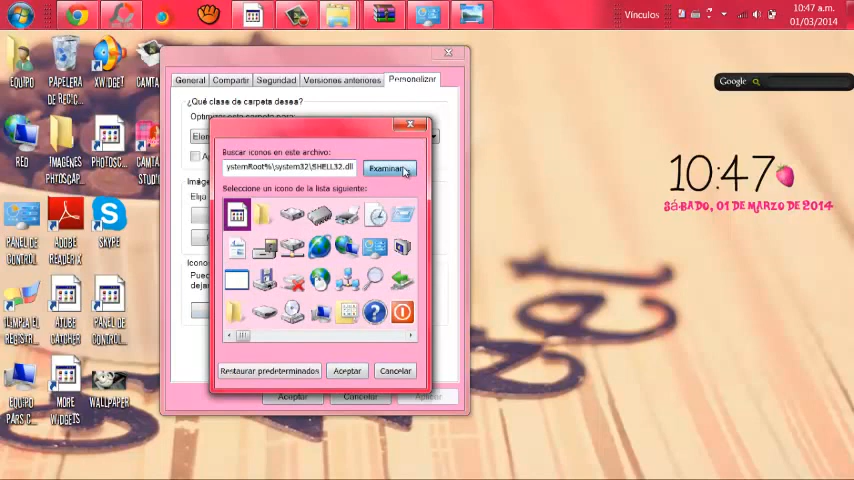 Vínculos
10:47 a.m.
01/03/2014
EQUIPO
PAPELERA
DE RECIC...
XWIDGET
CAMTA
RED
IMAGENES
PHOTOSCAP...
PHOTOSC...
CAMTA
STUDI
PANEL DE
CONTROL
ADOBE
READER X
SKYPE
LIMPIA EL
REGISTR...
ATUBE
CATCHER
PANEL DE
CONTROL...
EQUIPO
PARS C...
MORE
WIDGETS
WALLPAPER
General
Compartir
Seguridad
Versiones anteriores
Personalizar
¿Qué clase de carpeta desea?
Buscar iconos en este archivo:
ystemRoot%\system32\SHELL32.dll
Examinar...
Seleccione un icono de la lista siguiente:
Restaurar predeterminados
Aceptar
Cancelar
Aceptar
Cancelar
Google
10:47
SÁBADO, 01 DE MARZO DE 2014